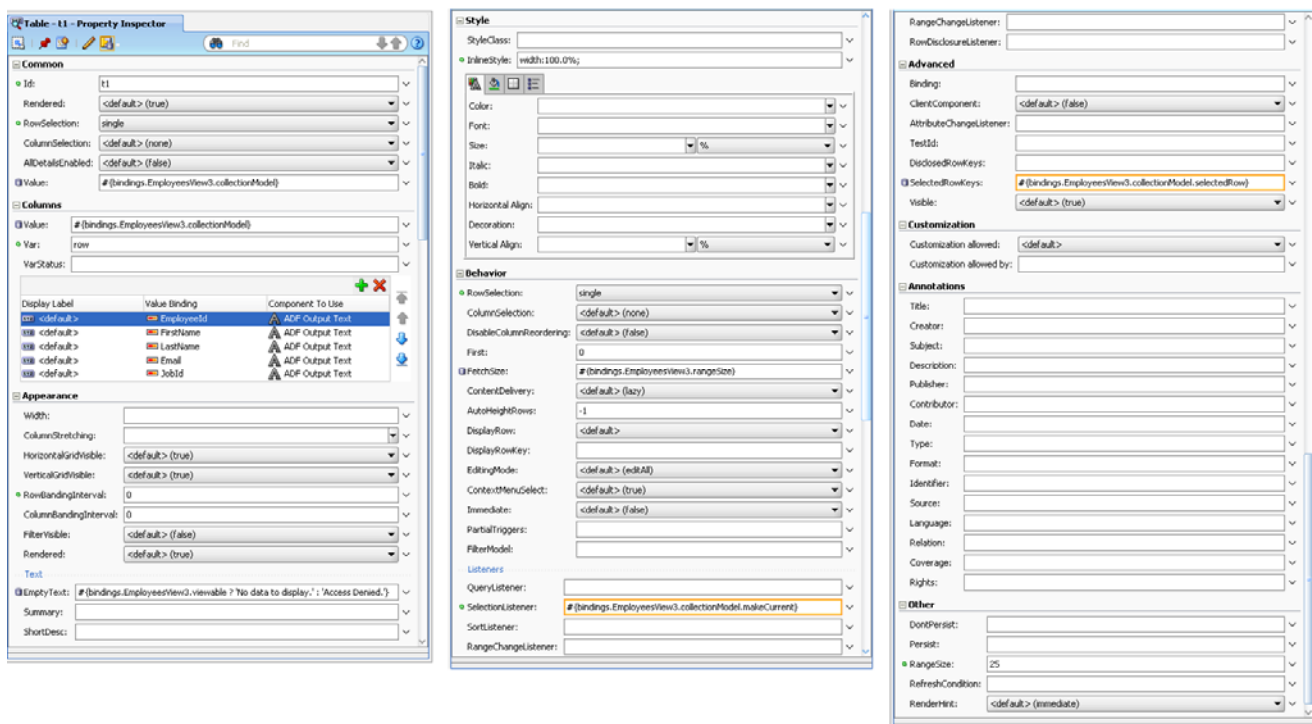 Table - t1 - Property Inspector
Find
Common
Id: t1
Rendered: <default> (true)
RowSelection: single
ColumnSelection: <default> (none)
AllDetailsEnabled: <default> (false)
Value: #{bindings.EmployeesView3.collectionModel}
Columns
Value: #{bindings.EmployeesView3.collectionModel}
Var: row
VarStatus:
Display Label Value Binding Component To Use
<default> EmployeeId ADF Output Text
<default> FirstName ADF Output Text
<default> LastName ADF Output Text
<default> Email ADF Output Text
<default> JobId ADF Output Text
Appearance
Width:
ColumnStretching:
HorizontalGridVisible: <default> (true)
VerticalGridVisible: <default> (true)
RowBandingInterval: 0
ColumnBandingInterval: 0
FilterVisible: <default> (false)
Rendered: <default> (true)
Text
EmptyText: #{bindings.EmployeesView3.viewable ? 'No data to display.' : 'Access Denied.'}
Summary:
ShortDesc:
Style
StyleClass:
InlineStyle: width:100.0%;
Color:
Font:
Size: %
Italic:
Bold:
Horizontal Align:
Decoration:
Vertical Align: %
Behavior
RowSelection: single
ColumnSelection: <default> (none)
DisableColumnReordering: <default> (false)
First: 0
FetchSize: #{bindings.EmployeesView3.rangeSize}
ContentDelivery: <default> (lazy)
AutoHeightRows: -1
DisplayRow: <default>
DisplayRowKey:
EditingMode: <default> (editAll)
ContextMenuSelect: <default> (true)
Immediate: <default> (false)
PartialTriggers:
FilterModel:
Listeners
QueryListener:
SelectionListener: #{bindings.EmployeesView3.collectionModel.makeCurrent}
SortListener:
RangeChangeListener:
RangeChangeListener:
RowDisclosureListener:
Advanced
Binding:
ClientComponent: <default> (false)
AttributeChangeListener:
TestId:
DisclosedRowKeys:
SelectedRowKeys: #{bindings.EmployeesView3.collectionModel.selectedRow}
Visible: <default> (true)
Customization
Customization allowed: <default>
Customization allowed by:
Annotations
Title:
Creator:
Subject:
Description:
Publisher:
Contributor:
Date:
Type:
Format:
Identifier:
Source:
Language:
Relation:
Coverage:
Rights:
Other
DontPersist:
Persist:
RangeSize: 25
RefreshCondition:
RenderHint: <default> (immediate)